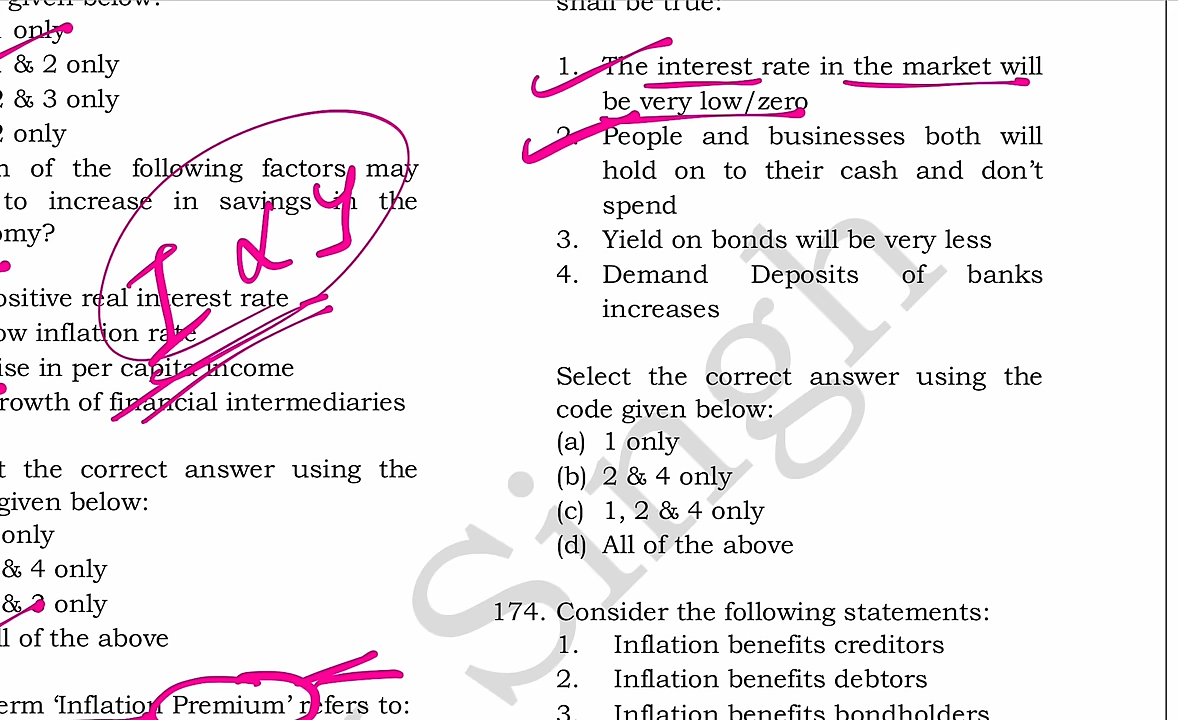 given below:
only
& 2 only
& 3 only
2 only
of the following factors may
to increase in savings in the
omy?
ositive real interest rate
ow inflation rate
ise in per capita income
rowth of financial intermediaries
t the correct answer using the
given below:
only
& 4 only
& 3 only
ll of the above
erm ‘Inflation Premium’ refers to:
I α y
shall be true:
1. The interest rate in the market will
be very low/zero
2. People and businesses both will
hold on to their cash and don’t
spend
3. Yield on bonds will be very less
4. Demand Deposits of banks
increases
Select the correct answer using the
code given below:
(a) 1 only
(b) 2 & 4 only
(c) 1, 2 & 4 only
(d) All of the above
174. Consider the following statements:
1. Inflation benefits creditors
2. Inflation benefits debtors
3. Inflation benefits bondholders
Singh